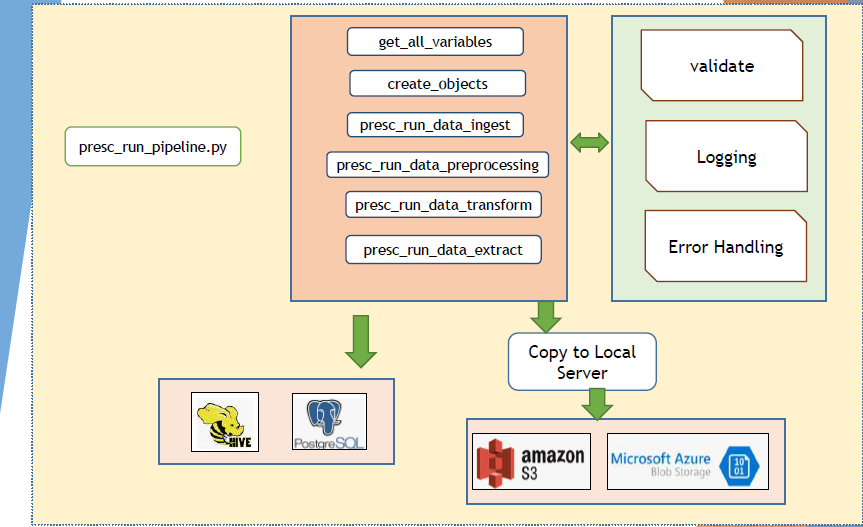 get_all_variables
create_objects
presc_run_data_ingest
presc_run_data_preprocessing
presc_run_data_transform
presc_run_data_extract
validate
Logging
Error Handling
presc_run_pipeline.py
Copy to Local
Server
HIVE
PostgreSQL
amazon
S3
Microsoft Azure
Blob Storage
10
01